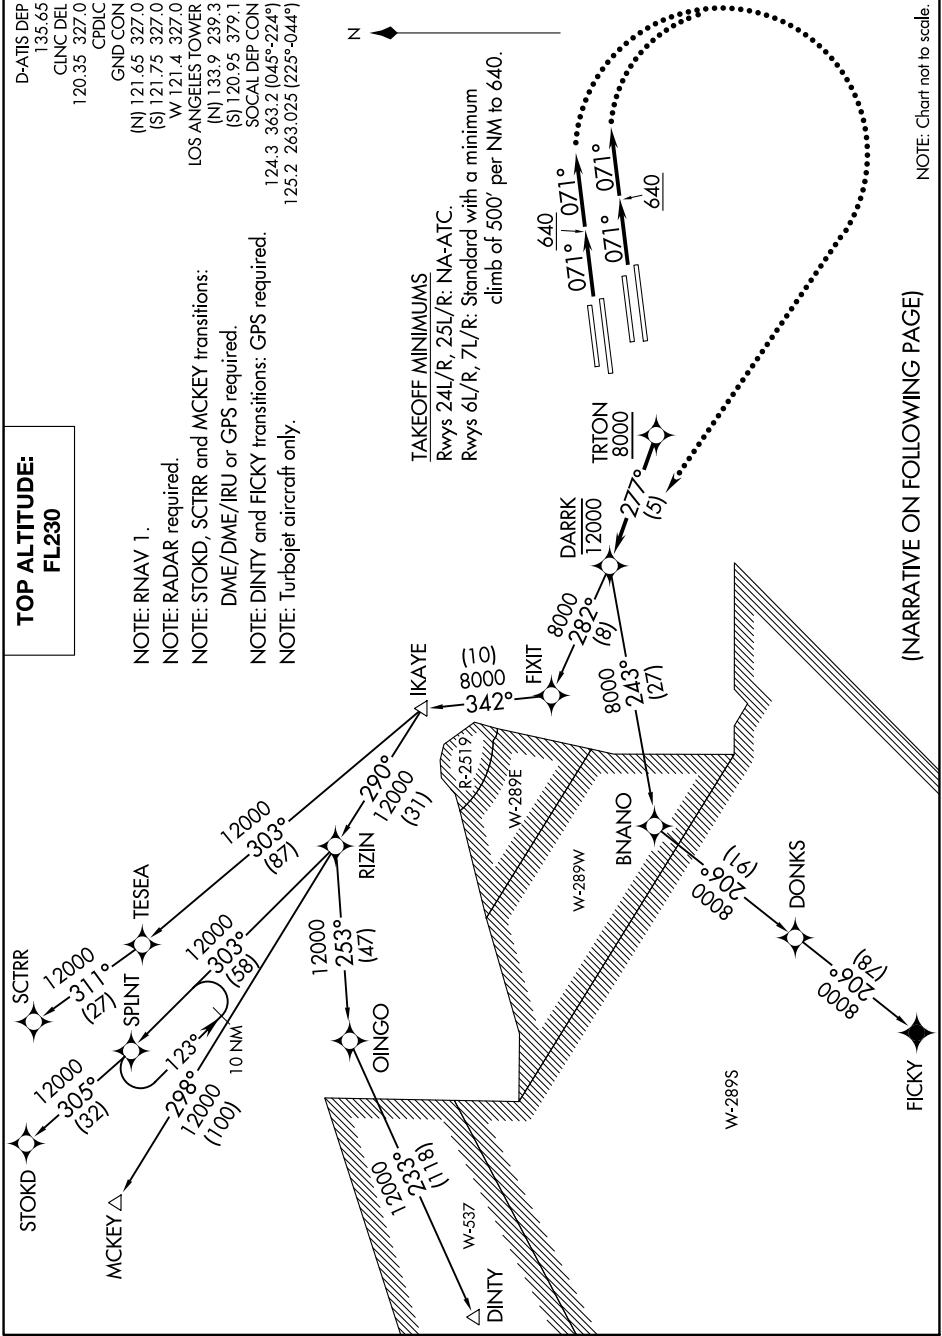 TOP ALTITUDE:
FL230
D-ATIS DEP
135.65
CLNC DEL
120.35 327.0
CPDLC
GND CON
(N) 121.65 327.0
(S) 121.75 327.0
W 121.4 327.0
LOS ANGELES TOWER
(N) 133.9 239.3
(S) 120.95 379.1
SOCAL DEP CON
124.3 363.2 (045°-224°)
125.2 263.025 (225°-044°)
NOTE: RNAV 1.
NOTE: RADAR required.
NOTE: STOKD, SCTRR and MCKEY transitions:
DME/DME/IRU or GPS required.
NOTE: DINTY and FICKY transitions: GPS required.
NOTE: Turbojet aircraft only.
N
TAKEOFF MINIMUMS
Rwys 24L/R, 25L/R: NA-ATC.
Rwys 6L/R, 7L/R: Standard with a minimum
climb of 500' per NM to 640.
SCTRR
12000
311°
(27)
TESEA
12000
303°
(87)
IKAYE
STOKD
12000
305°
(32)
SPLNT
12000
303°
(58)
123°
10 NM
MCKEY
298°
12000
(100)
RIZIN
290°
12000
(31)
12000
253°
(47)
OINGO
12000
233°
(118)
DINTY
W-537
(10)
8000
342°
FIXIT
8000
282°
(8)
DARRK
12000
277°
(5)
TRTON
8000
640
071°
071°
071°
071°
640
R-2519
W-289E
W-289W
8000
243°
(27)
BNANO
8000
206°
(91)
DONKS
8000
206°
(78)
FICKY
W-289S
(NARRATIVE ON FOLLOWING PAGE)
NOTE: Chart not to scale.